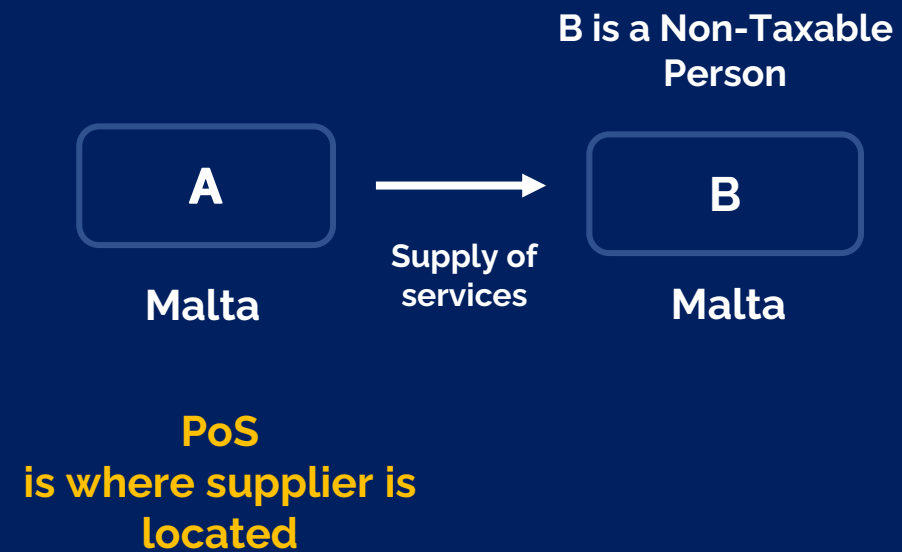 B is a Non-Taxable
Person
A
B
Supply of
services
Malta
Malta
PoS
is where supplier is
located